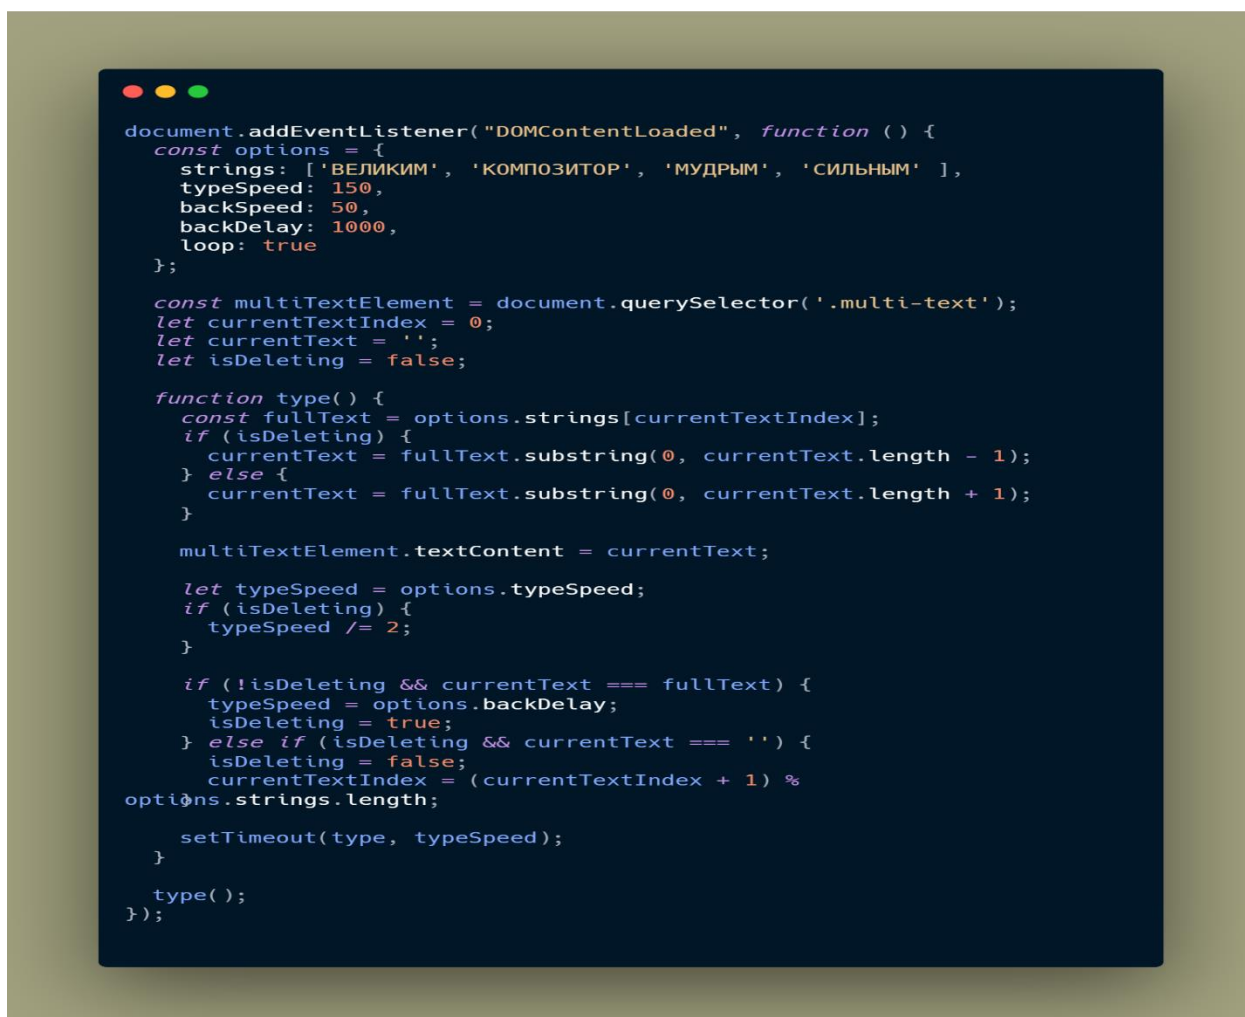 document.addEventListener("DOMContentLoaded", function () {
  const options = {
    strings: ['ВЕЛИКИМ', 'КОМПОЗИТОР', 'МУДРЫМ', 'СИЛЬНЫМ' ],
    typeSpeed: 150,
    backSpeed: 50,
    backDelay: 1000,
    loop: true
  };

  const multiTextElement = document.querySelector('.multi-text');
  let currentTextIndex = 0;
  let currentText = '';
  let isDeleting = false;

  function type() {
    const fullText = options.strings[currentTextIndex];
    if (isDeleting) {
      currentText = fullText.substring(0, currentText.length - 1);
    } else {
      currentText = fullText.substring(0, currentText.length + 1);
    }

    multiTextElement.textContent = currentText;

    let typeSpeed = options.typeSpeed;
    if (isDeleting) {
      typeSpeed /= 2;
    }

    if (!isDeleting && currentText === fullText) {
      typeSpeed = options.backDelay;
      isDeleting = true;
    } else if (isDeleting && currentText === '') {
      isDeleting = false;
      currentTextIndex = (currentTextIndex + 1) %
options.strings.length;
    }

    setTimeout(type, typeSpeed);
  }

  type();
});